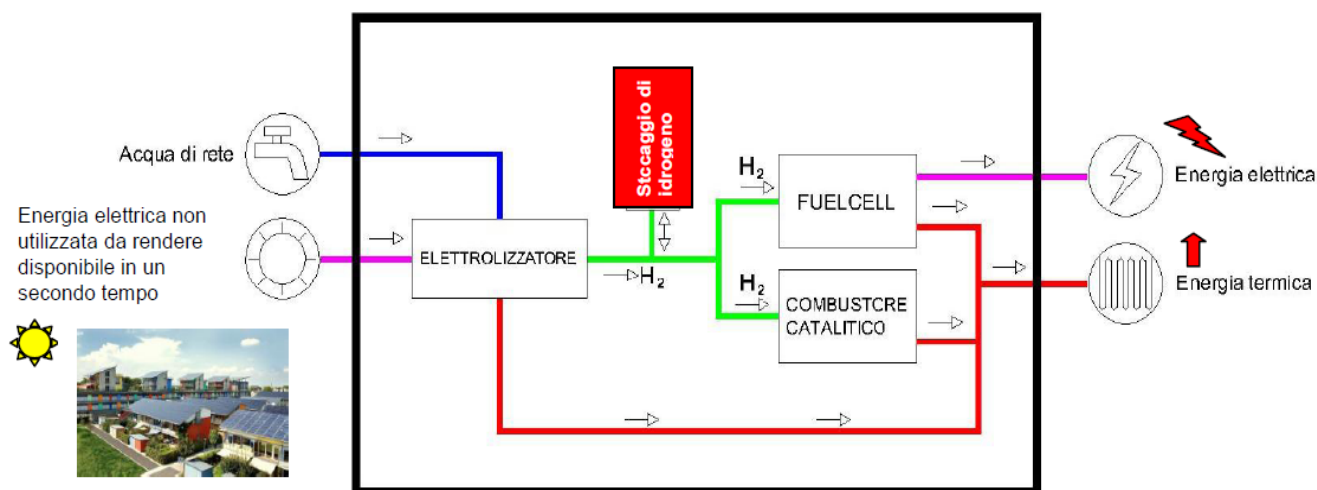 Acqua di rete
Energia elettrica non
utilizzata da rendere
disponibile in un
secondo tempo
ELETTROLIZZATORE
H₂
Stccaggio di
idrogeno
H₂
FUELCELL
H₂
COMBUSTCRE
CATALITICO
Energia elettrica
Energia termica